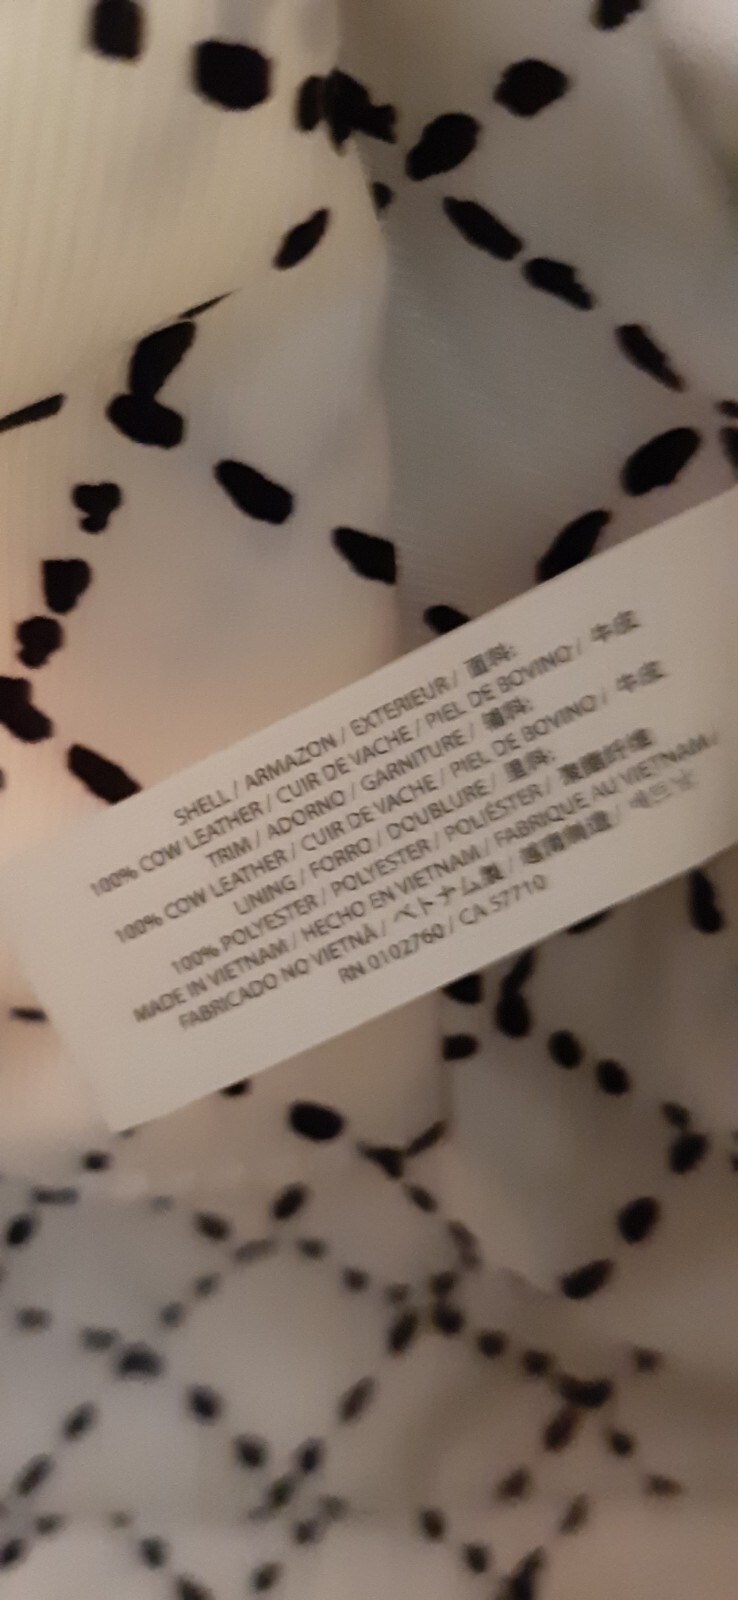 SHELL / ARMAZON / EXTERIEUR / 面料:
100% COW LEATHER / CUIR DE VACHE / PIEL DE BOVINO / 牛皮
TRIM / ADORNO / GARNITURE / 辅料:
100% COW LEATHER / CUIR DE VACHE / PIEL DE BOVINO / 牛皮
LINING / FORRO / DOUBLURE / 里料:
100% POLYESTER / POLYESTER / POLIÉSTER / 聚酯纤维
MADE IN VIETNAM / HECHO EN VIETNAM / FABRIQUE AU VIETNAM /
FABRICADO NO VIETNÃ / ベトナム製 / 越南制造 / 베트남
RN 0102760 / CA 57710